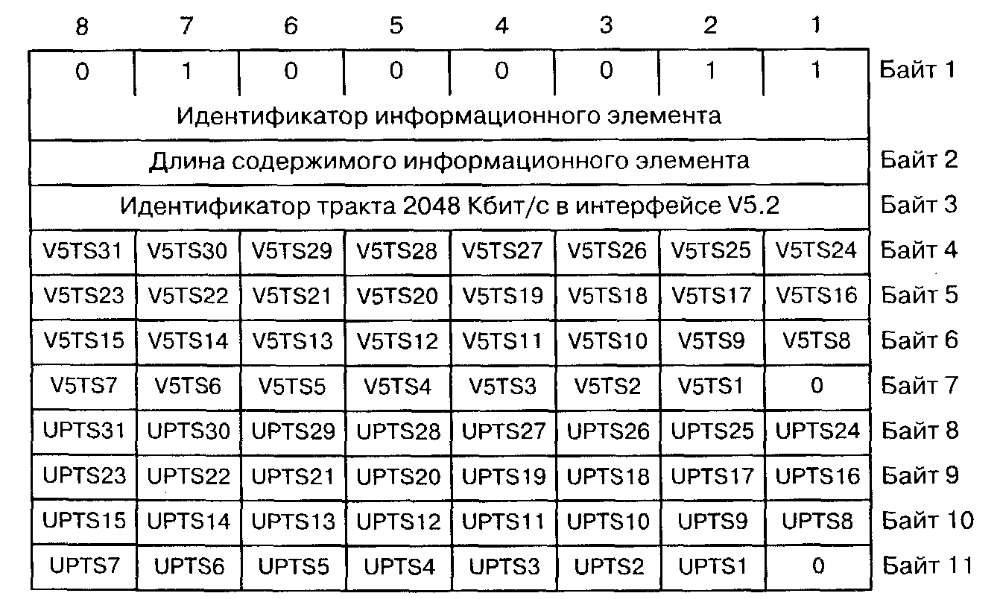 8 7 6 5 4 3 2 1
0 1 0 0 0 0 1 1 Байт 1
Идентификатор информационного элемента
Длина содержимого информационного элемента Байт 2
Идентификатор тракта 2048 Кбит/с в интерфейсе V5.2 Байт 3
V5TS31 V5TS30 V5TS29 V5TS28 V5TS27 V5TS26 V5TS25 V5TS24 Байт 4
V5TS23 V5TS22 V5TS21 V5TS20 V5TS19 V5TS18 V5TS17 V5TS16 Байт 5
V5TS15 V5TS14 V5TS13 V5TS12 V5TS11 V5TS10 V5TS9 V5TS8 Байт 6
V5TS7 V5TS6 V5TS5 V5TS4 V5TS3 V5TS2 V5TS1 0 Байт 7
UPTS31 UPTS30 UPTS29 UPTS28 UPTS27 UPTS26 UPTS25 UPTS24 Байт 8
UPTS23 UPTS22 UPTS21 UPTS20 UPTS19 UPTS18 UPTS17 UPTS16 Байт 9
UPTS15 UPTS14 UPTS13 UPTS12 UPTS11 UPTS10 UPTS9 UPTS8 Байт 10
UPTS7 UPTS6 UPTS5 UPTS4 UPTS3 UPTS2 UPTS1 0 Байт 11